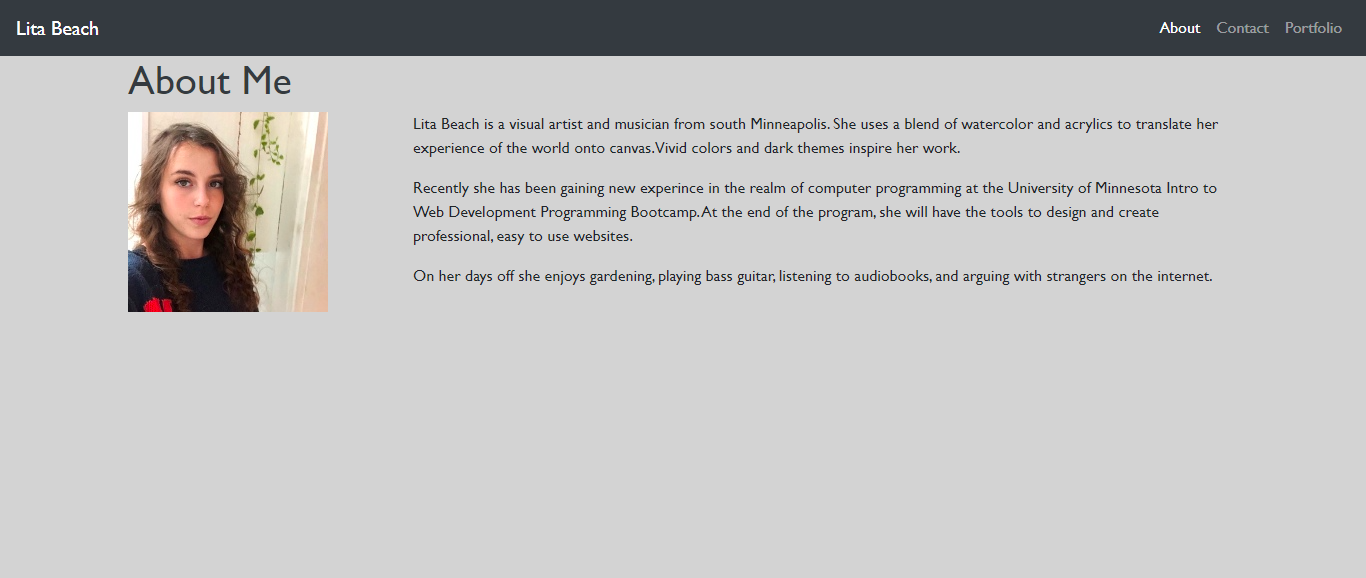 Lita Beach
About Contact Portfolio
About Me
Lita Beach is a visual artist and musician from south Minneapolis. She uses a blend of watercolor and acrylics to translate her
experience of the world onto canvas. Vivid colors and dark themes inspire her work.
Recently she has been gaining new experince in the realm of computer programming at the University of Minnesota Intro to
Web Development Programming Bootcamp. At the end of the program, she will have the tools to design and create
professional, easy to use websites.
On her days off she enjoys gardening, playing bass guitar, listening to audiobooks, and arguing with strangers on the internet.